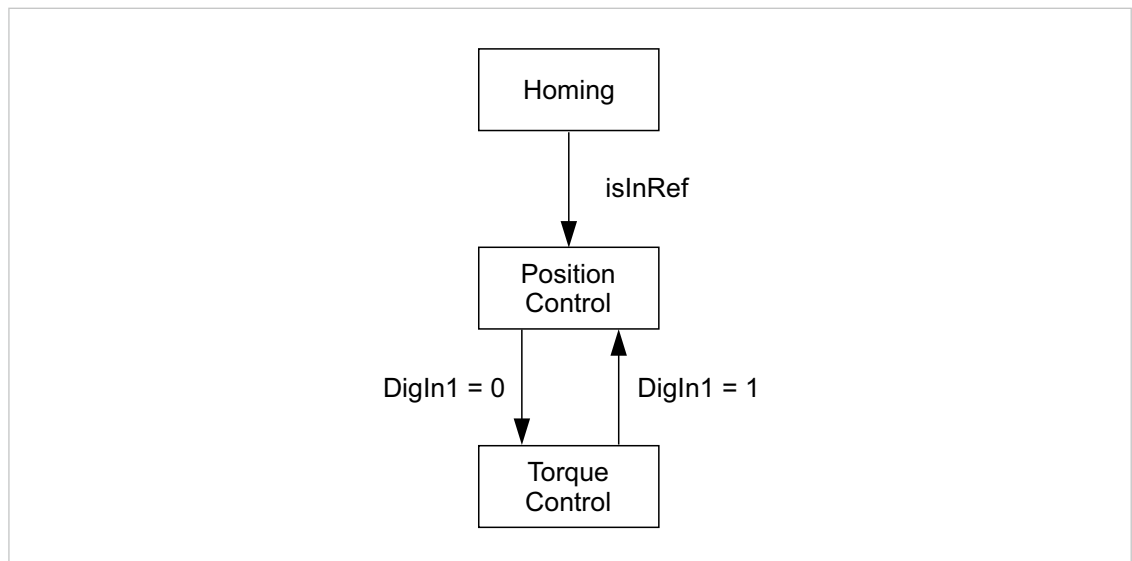 Homing
isInRef
Position
Control
DigIn1 = 0
DigIn1 = 1
Torque
Control